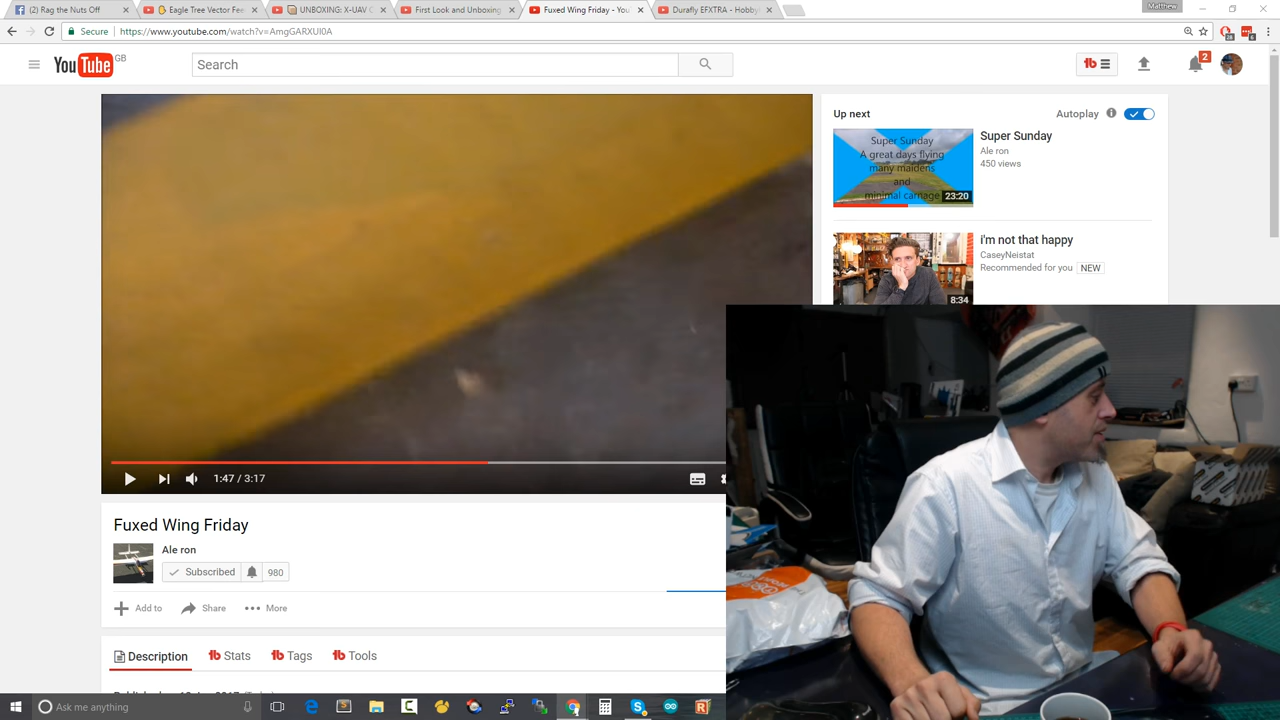 (2) Rag the Nuts Off
Eagle Tree Vector Fee
UNBOXING: X-UAV C
First Look and Unboxing
Fuxed Wing Friday - You
Durafly EFXTRA - Hobby
Matthew
Secure
https://www.youtube.com/watch?v=AmgGARXUI0A
YouTube GB
Search
2
Up next
Autoplay
Super Sunday
A great days flying
many maidens
and
minimal carnage
23:20
Super Sunday
Ale ron
450 views
8:34
i'm not that happy
CaseyNeistat
Recommended for you NEW
1:47 / 3:17
Fuxed Wing Friday
Ale ron
Subscribed 980
Add to
Share
More
Description
Stats
Tags
Tools
Ask me anything